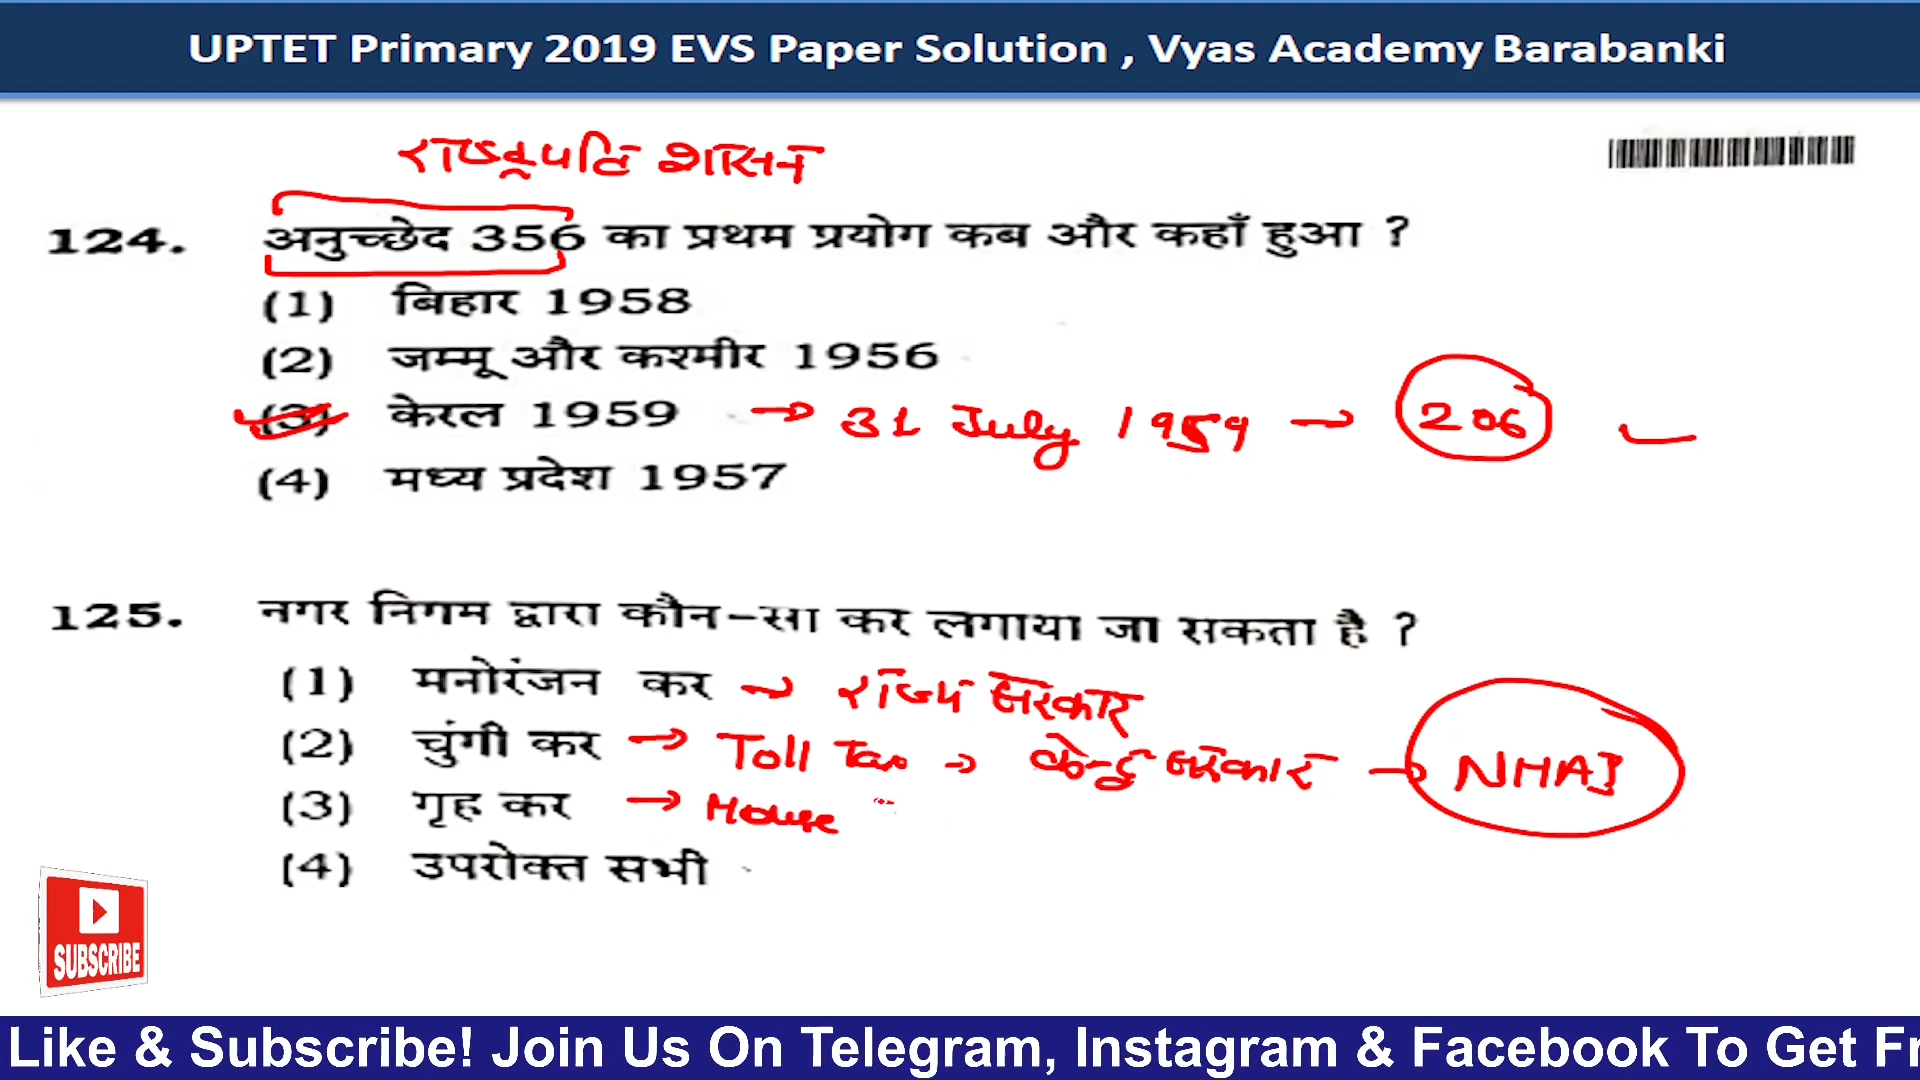 UPTET Primary 2019 EVS Paper Solution , Vyas Academy Barabanki
राष्ट्रपति शासन
124. अनुच्छेद 356 का प्रथम प्रयोग कब और कहाँ हुआ ?
(1) बिहार 1958
(2) जम्मू और कश्मीर 1956
(3) केरल 1959 → 31 July 1959 → 206
(4) मध्य प्रदेश 1957
125. नगर निगम द्वारा कौन-सा कर लगाया जा सकता है ?
(1) मनोरंजन कर → राज्य सरकार
(2) चुंगी कर → Toll Tax → केन्द्र सरकार → NHAI
(3) गृह कर → House
(4) उपरोक्त सभी
SUBSCRIBE
Like & Subscribe! Join Us On Telegram, Instagram & Facebook To Get Fr